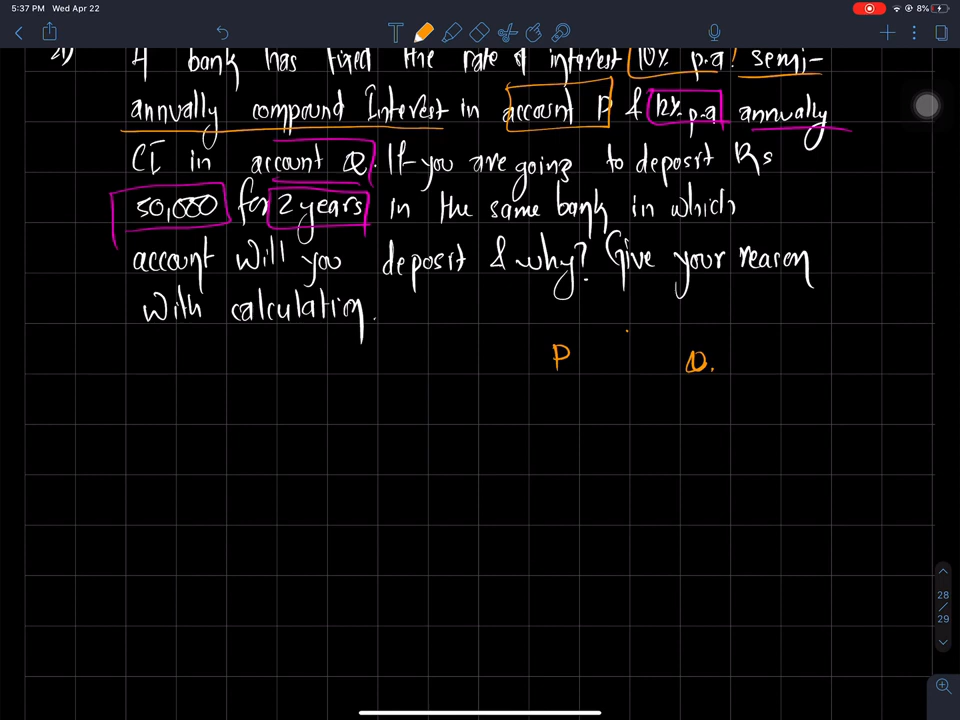 5:37 PM Wed Apr 22
8%
21) A bank has fixed the rate of interest 10% p.a! semi-
annually compound Interest in account P & 12% p.a annually
CI in account Q. If you are going to deposit Rs
50,000 for 2 years in the same bank in which
account will you deposit & why? Give your reason
with calculation.
P Q.
28
/
29